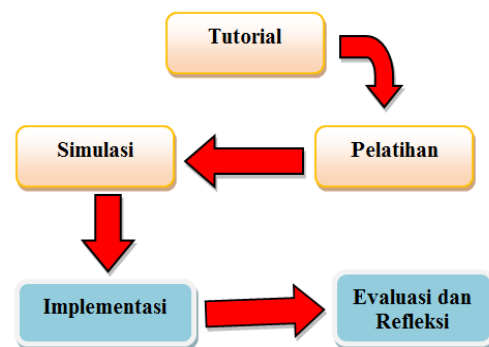 Tutorial
Simulasi
Pelatihan
Implementasi
Evaluasi dan
Refleksi